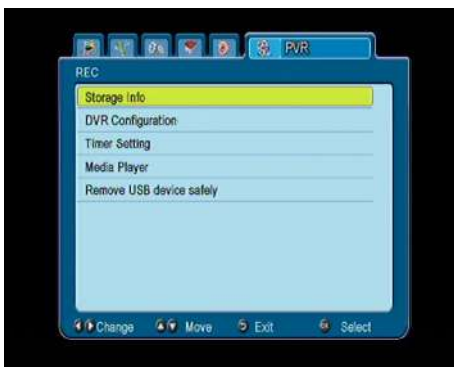 PVR
REC
Storage Info
DVR Configuration
Timer Setting
Media Player
Remove USB device safely
Change Move Exit Select